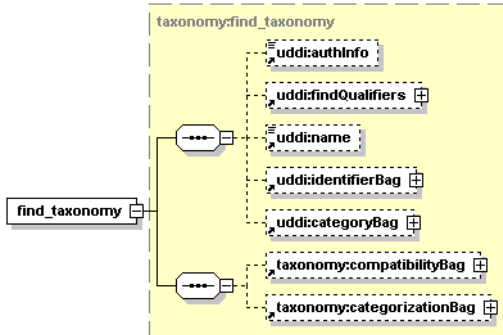 taxonomy:find_taxonomy
uddi:authInfo
uddi:findQualifiers
uddi:name
uddi:identifierBag
find_taxonomy
uddi:categoryBag
taxonomy:compatibilityBag
taxonomy:categorizationBag